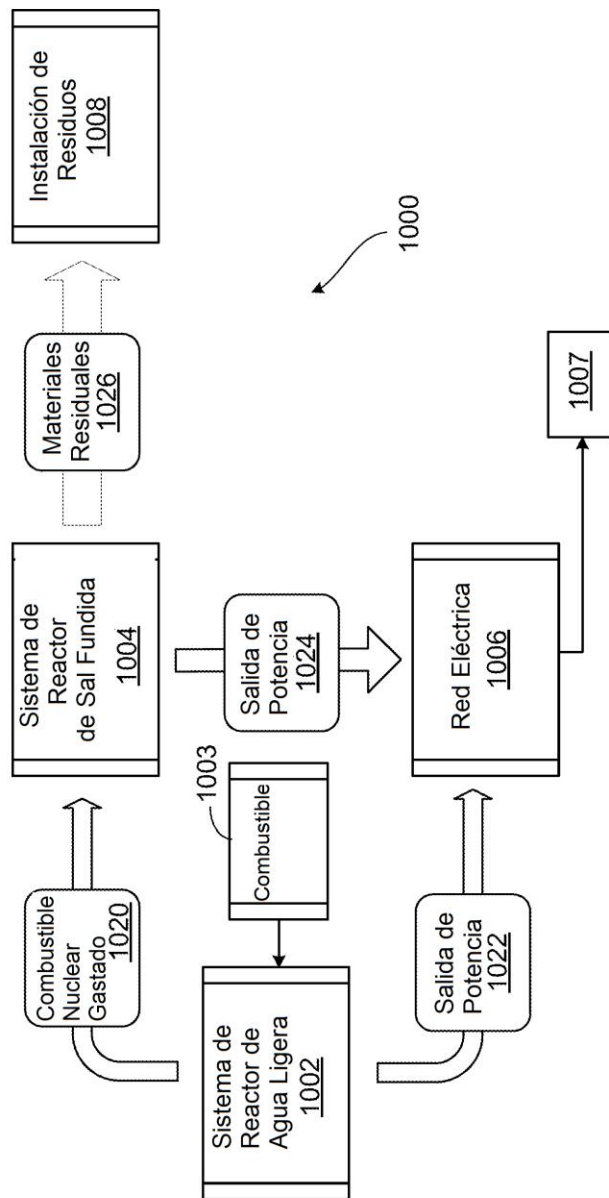 Combustible
Nuclear
Gastado
1020
Sistema de
Reactor
de Sal Fundida
1004
Materiales
Residuales
1026
Instalación de
Residuos
1008
Sistema de
Reactor de
Agua Ligera
1002
Combustible
1003
Salida de
Potencia
1024
1000
Salida de
Potencia
1022
Red Eléctrica
1006
1007